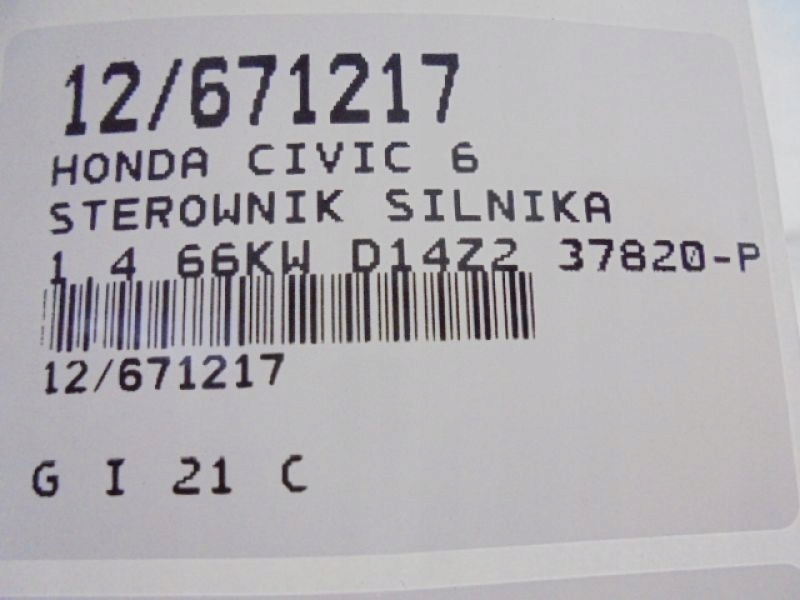 12/671217
HONDA CIVIC 6
STEROWNIK SILNIKA
1.4 66KW D14Z2 37820-P
12/671217
G I 21 C